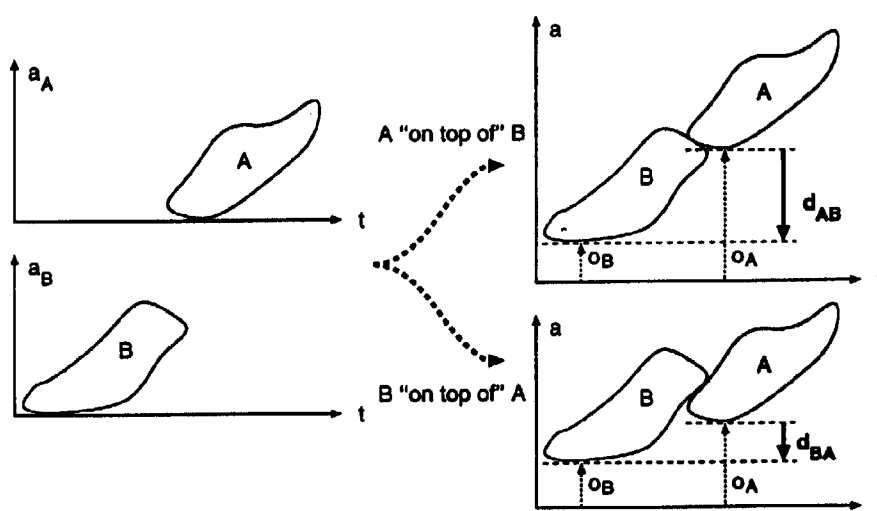 a_A
A
t
a_B
B
t
A "on top of" B
B "on top of" A
a
A
B
d_AB
o_B
o_A
a
A
B
d_BA
o_B
o_A